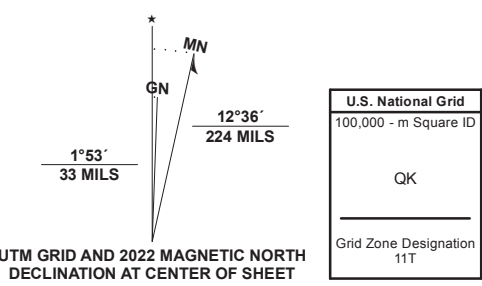 ★
MN
GN
12°36´
224 MILS
1°53´
33 MILS
UTM GRID AND 2022 MAGNETIC NORTH
DECLINATION AT CENTER OF SHEET
U.S. National Grid
100,000 - m Square ID
QK
Grid Zone Designation
11T